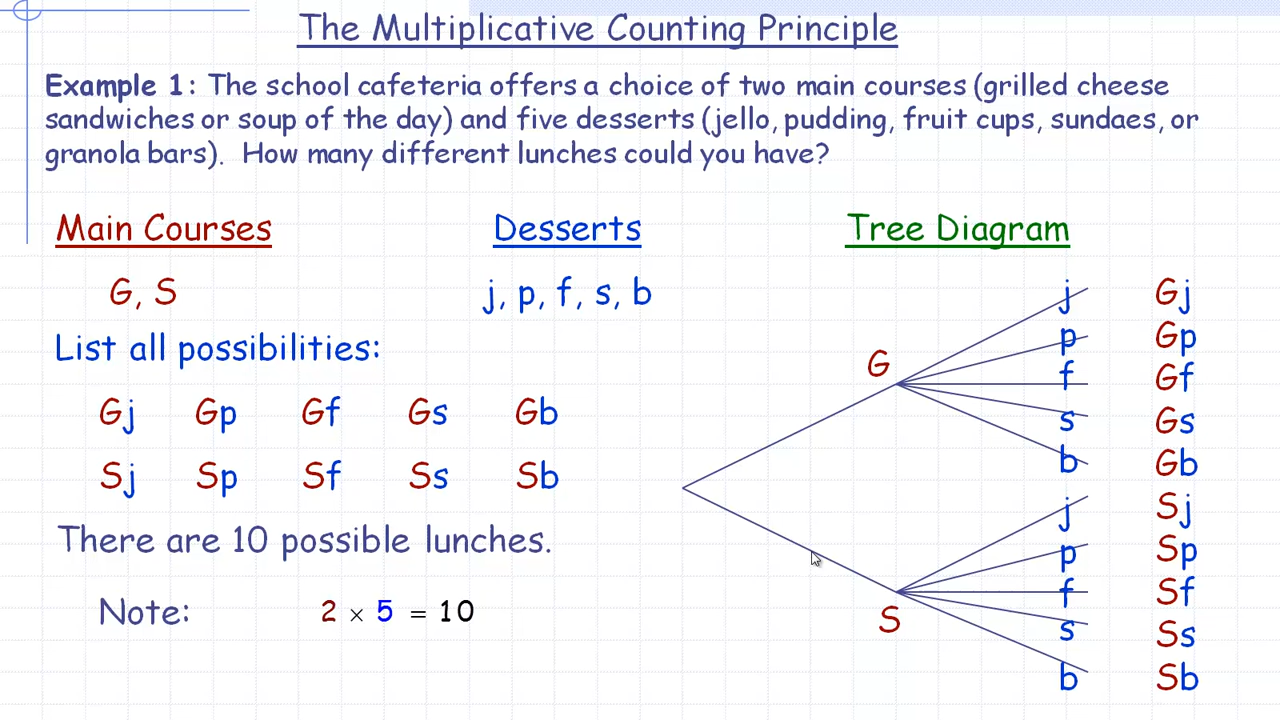 The Multiplicative Counting Principle
Example 1: The school cafeteria offers a choice of two main courses (grilled cheese
sandwiches or soup of the day) and five desserts (jello, pudding, fruit cups, sundaes, or
granola bars). How many different lunches could you have?
Main Courses
G, S
Desserts
j, p, f, s, b
List all possibilities:
Gj Gp Gf Gs Gb
Sj Sp Sf Ss Sb
There are 10 possible lunches.
Note: 2 × 5 = 10
Tree Diagram
G
j Gj
p Gp
f Gf
s Gs
b Gb
S
j Sj
p Sp
f Sf
s Ss
b Sb